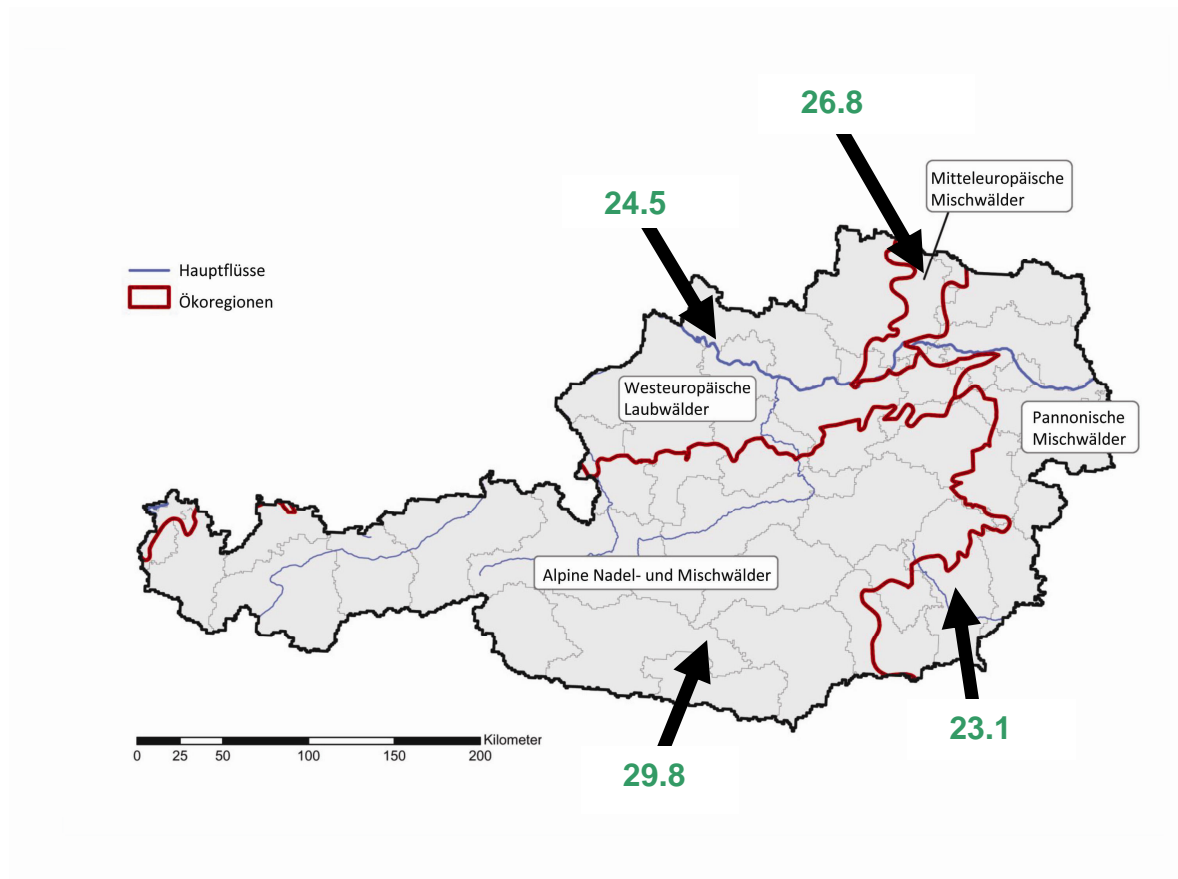 26.8
Mitteleuropäische
Mischwälder
24.5
Hauptflüsse
Ökoregionen
Westeuropäische
Laubwälder
Pannonische
Mischwälder
Alpine Nadel- und Mischwälder
23.1
Kilometer
0 25 50 100 150 200
29.8